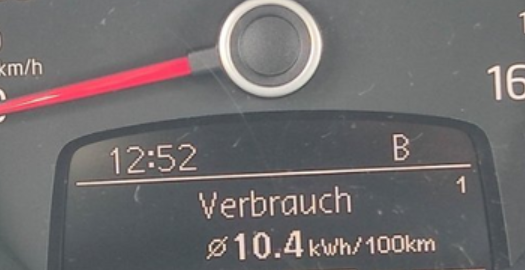 km/h
16
12:52 B
1
Verbrauch
ø10.4 kWh/100km